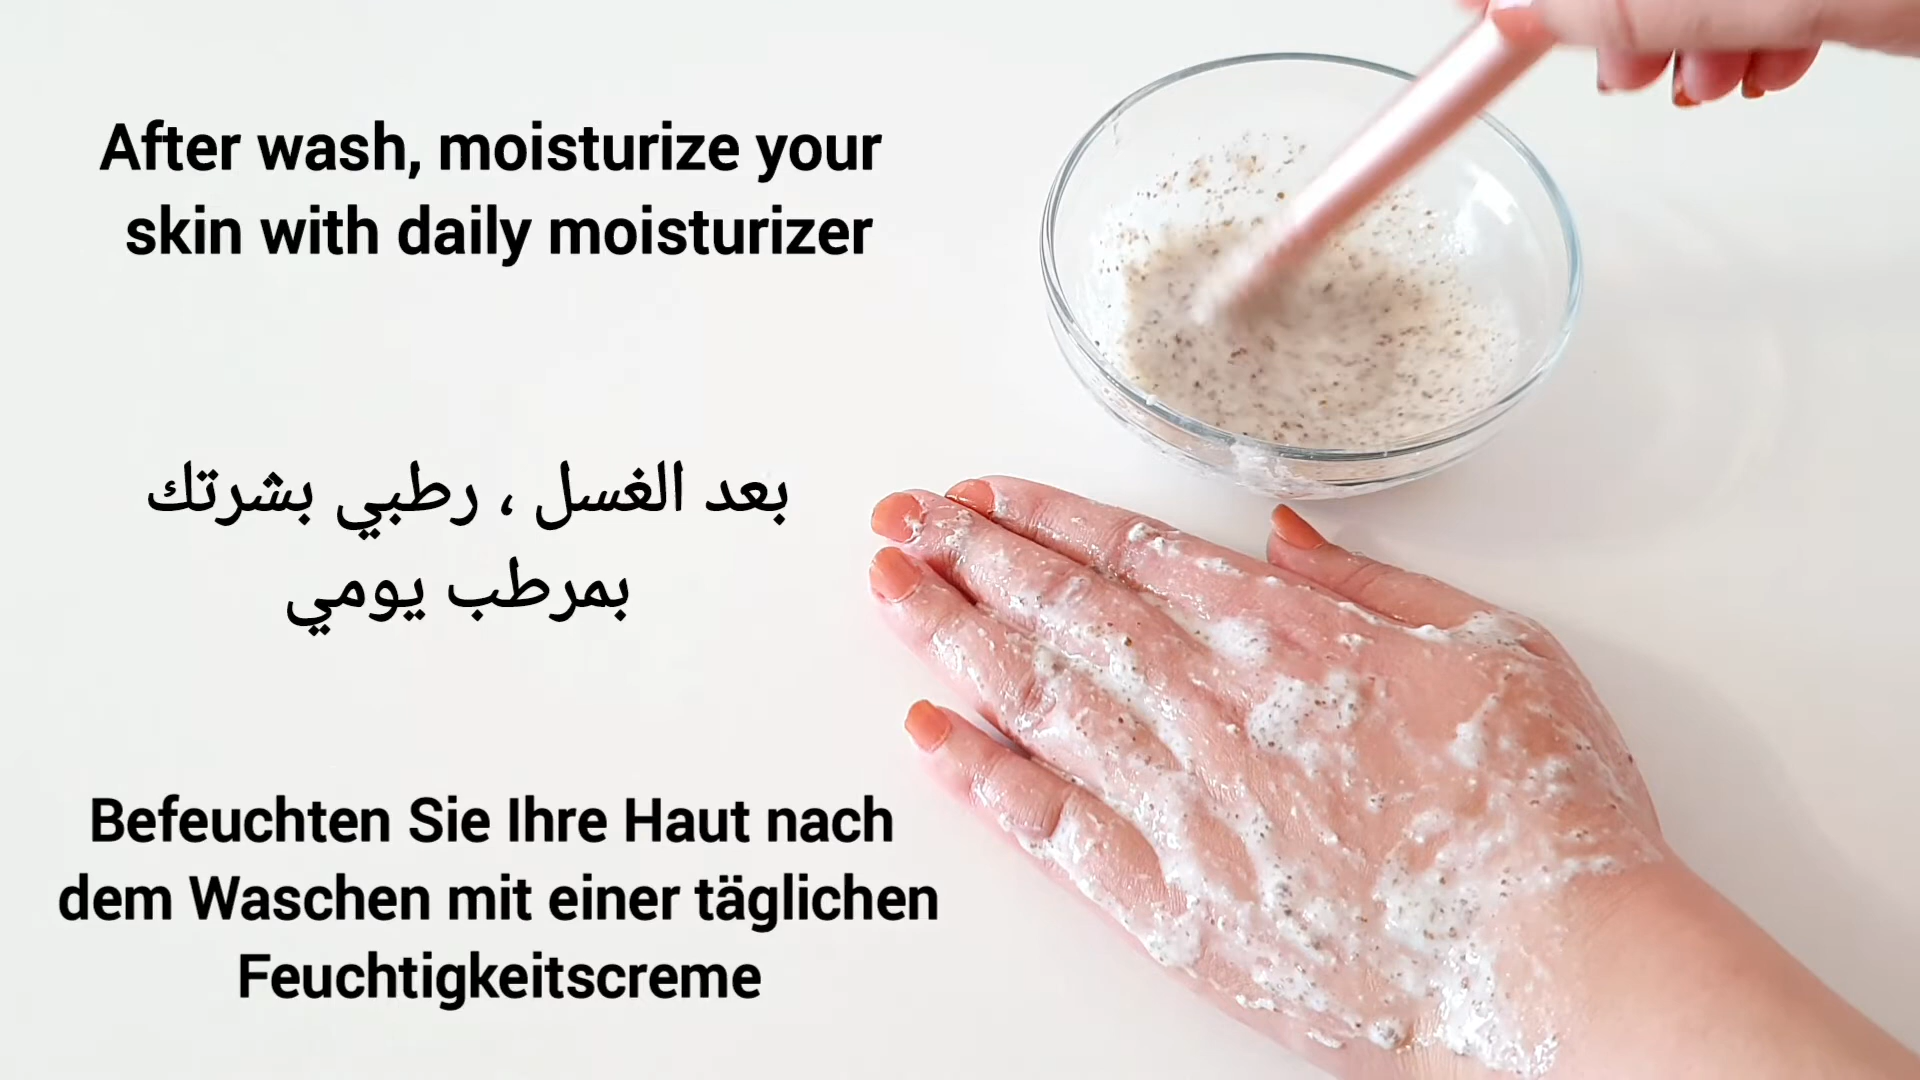 After wash, moisturize your
skin with daily moisturizer
بعد الغسل ، رطبي بشرتك
بمرطب يومي
Befeuchten Sie Ihre Haut nach
dem Waschen mit einer täglichen
Feuchtigkeitscreme